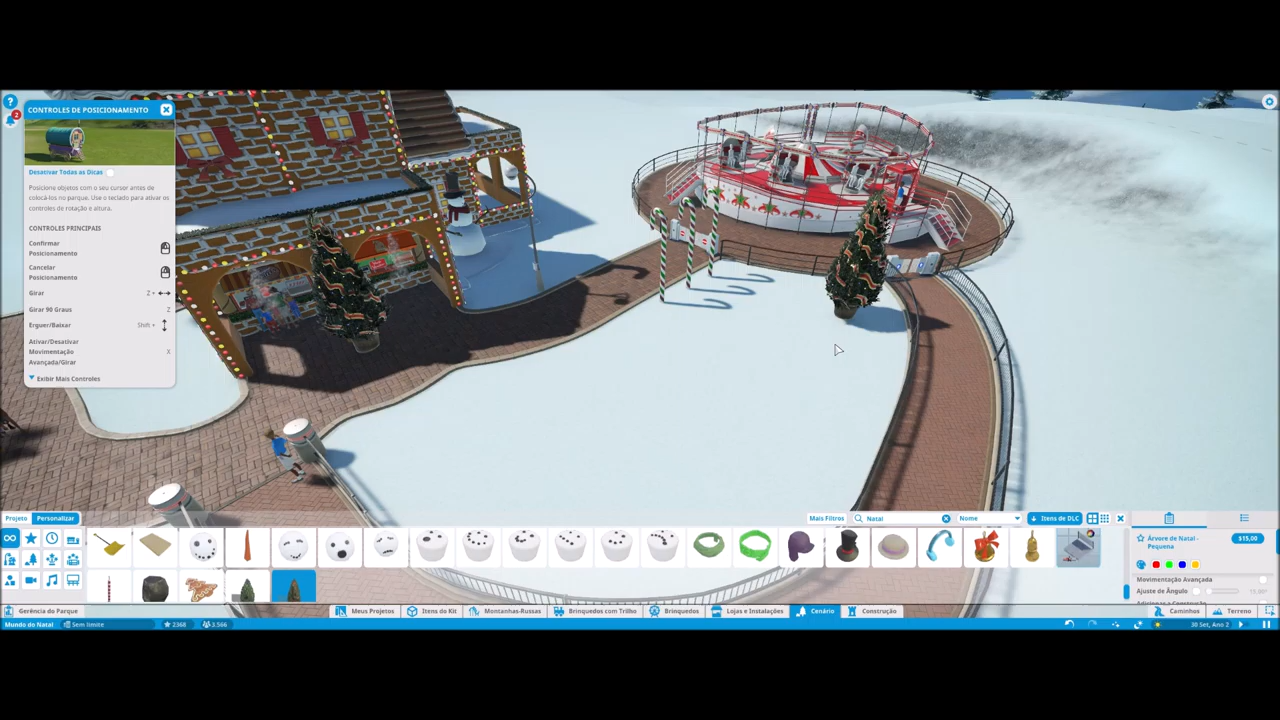 ?
2
CONTROLES DE POSICIONAMENTO
Desativar Todas as Dicas
Posicione objetos com o seu cursor antes de
colocá-los no parque. Use o teclado para ativar os
controles de rotação e altura.
CONTROLES PRINCIPAIS
Confirmar
Posicionamento
Cancelar
Posicionamento
Girar Z +
Girar 90 Graus Z
Erguer/Baixar Shift +
Ativar/Desativar
Movimentação X
Avançada/Girar
Exibir Mais Controles
Projeto Personalizar
Mais Filtros Natal Nome Itens de DLC
Árvore de Natal -
Pequena
$15,00
Movimentação Avançada
Ajuste de Ângulo
Gerência do Parque
Meus Projetos Itens do Kit Montanhas-Russas Brinquedos com Trilho Brinquedos Lojas e Instalações Cenário Construção
Caminhos Terreno
Mundo do Natal Sem limite 2368 3.566
30 Set, Ano 2